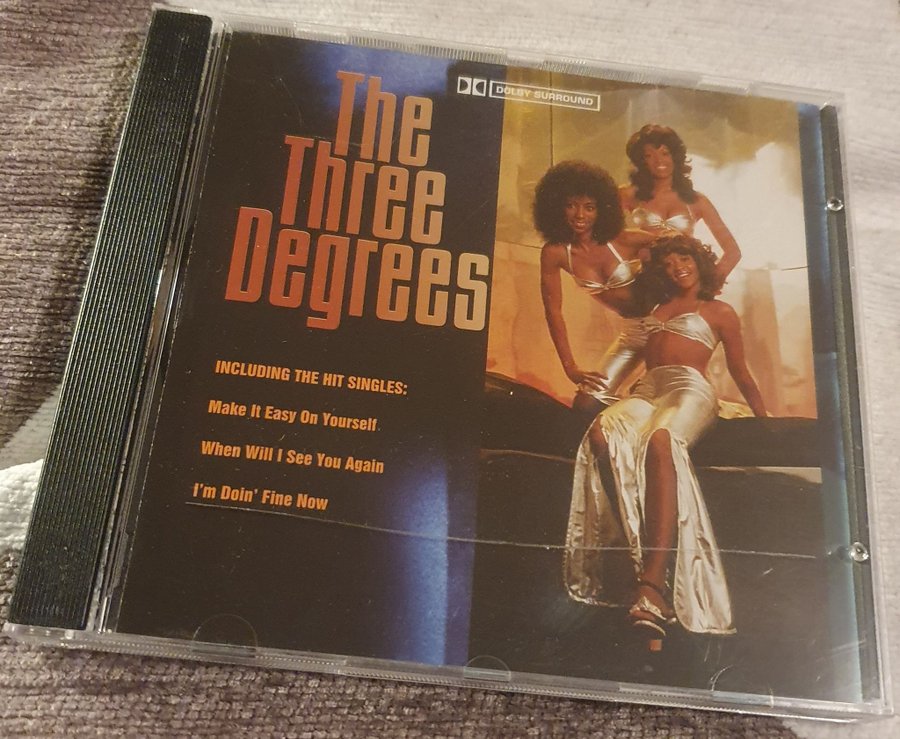 The
Three
Degrees
DOLBY SURROUND
INCLUDING THE HIT SINGLES:
Make It Easy On Yourself
When Will I See You Again
I'm Doin' Fine Now